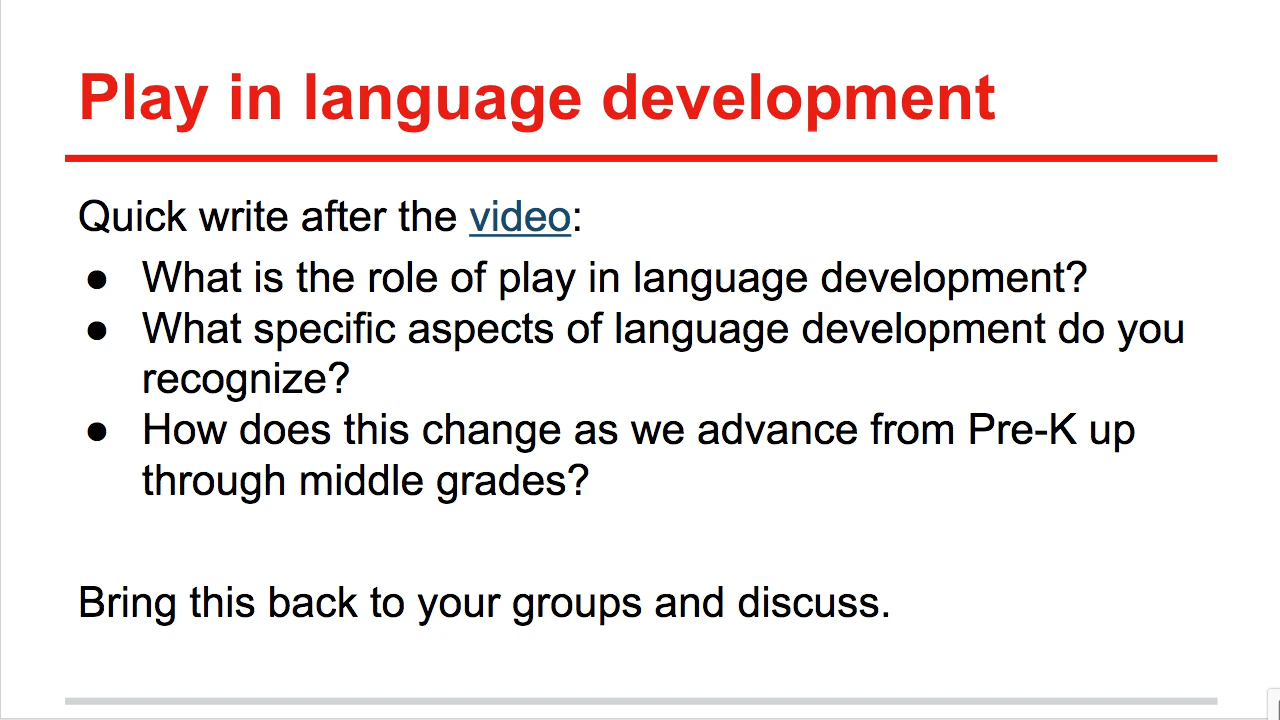 Play in language development
Quick write after the video:
● What is the role of play in language development?
● What specific aspects of language development do you
recognize?
● How does this change as we advance from Pre-K up
through middle grades?
Bring this back to your groups and discuss.